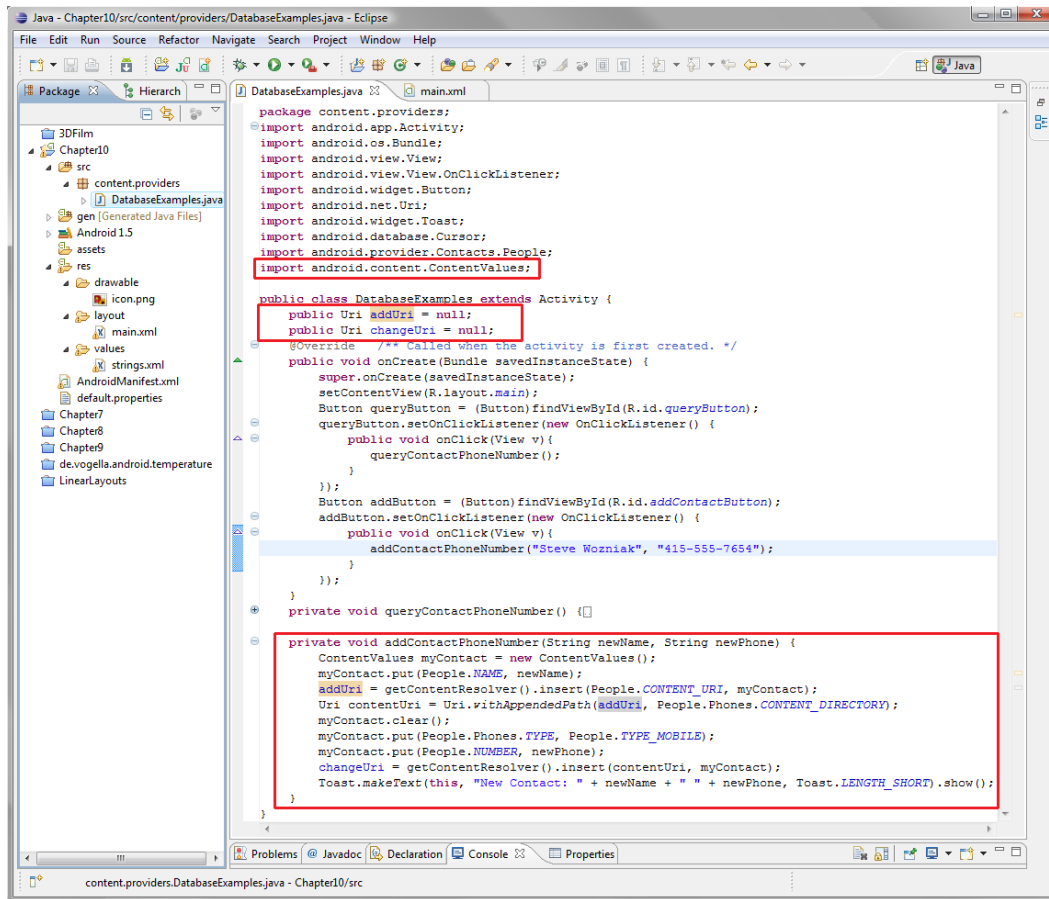 Java - Chapter10/src/content/providers/DatabaseExamples.java - Eclipse
File Edit Run Source Refactor Navigate Search Project Window Help
Java
Package
Hierarch
DatabaseExamples.java
main.xml
3DFilm
Chapter10
src
content.providers
DatabaseExamples.java
gen [Generated Java Files]
Android 1.5
assets
res
drawable
icon.png
layout
main.xml
values
strings.xml
AndroidManifest.xml
default.properties
Chapter7
Chapter8
Chapter9
de.vogella.android.temperature
LinearLayouts
package content.providers;
import android.app.Activity;
import android.os.Bundle;
import android.view.View;
import android.view.View.OnClickListener;
import android.widget.Button;
import android.net.Uri;
import android.widget.Toast;
import android.database.Cursor;
import android.provider.Contacts.People;
import android.content.ContentValues;
public class DatabaseExamples extends Activity {
public Uri addUri = null;
public Uri changeUri = null;
@Override /** Called when the activity is first created. */
public void onCreate(Bundle savedInstanceState) {
super.onCreate(savedInstanceState);
setContentView(R.layout.main);
Button queryButton = (Button)findViewById(R.id.queryButton);
queryButton.setOnClickListener(new OnClickListener() {
public void onClick(View v){
queryContactPhoneNumber();
}
});
Button addButton = (Button)findViewById(R.id.addContactButton);
addButton.setOnClickListener(new OnClickListener() {
public void onClick(View v){
addContactPhoneNumber("Steve Wozniak", "415-555-7654");
}
});
}
private void queryContactPhoneNumber() {
private void addContactPhoneNumber(String newName, String newPhone) {
ContentValues myContact = new ContentValues();
myContact.put(People.NAME, newName);
addUri = getContentResolver().insert(People.CONTENT_URI, myContact);
Uri contentUri = Uri.withAppendedPath(addUri, People.Phones.CONTENT_DIRECTORY);
myContact.clear();
myContact.put(People.Phones.TYPE, People.TYPE_MOBILE);
myContact.put(People.NUMBER, newPhone);
changeUri = getContentResolver().insert(contentUri, myContact);
Toast.makeText(this, "New Contact: " + newName + " " + newPhone, Toast.LENGTH_SHORT).show();
}
}
Problems @ Javadoc Declaration Console Properties
content.providers.DatabaseExamples.java - Chapter10/src